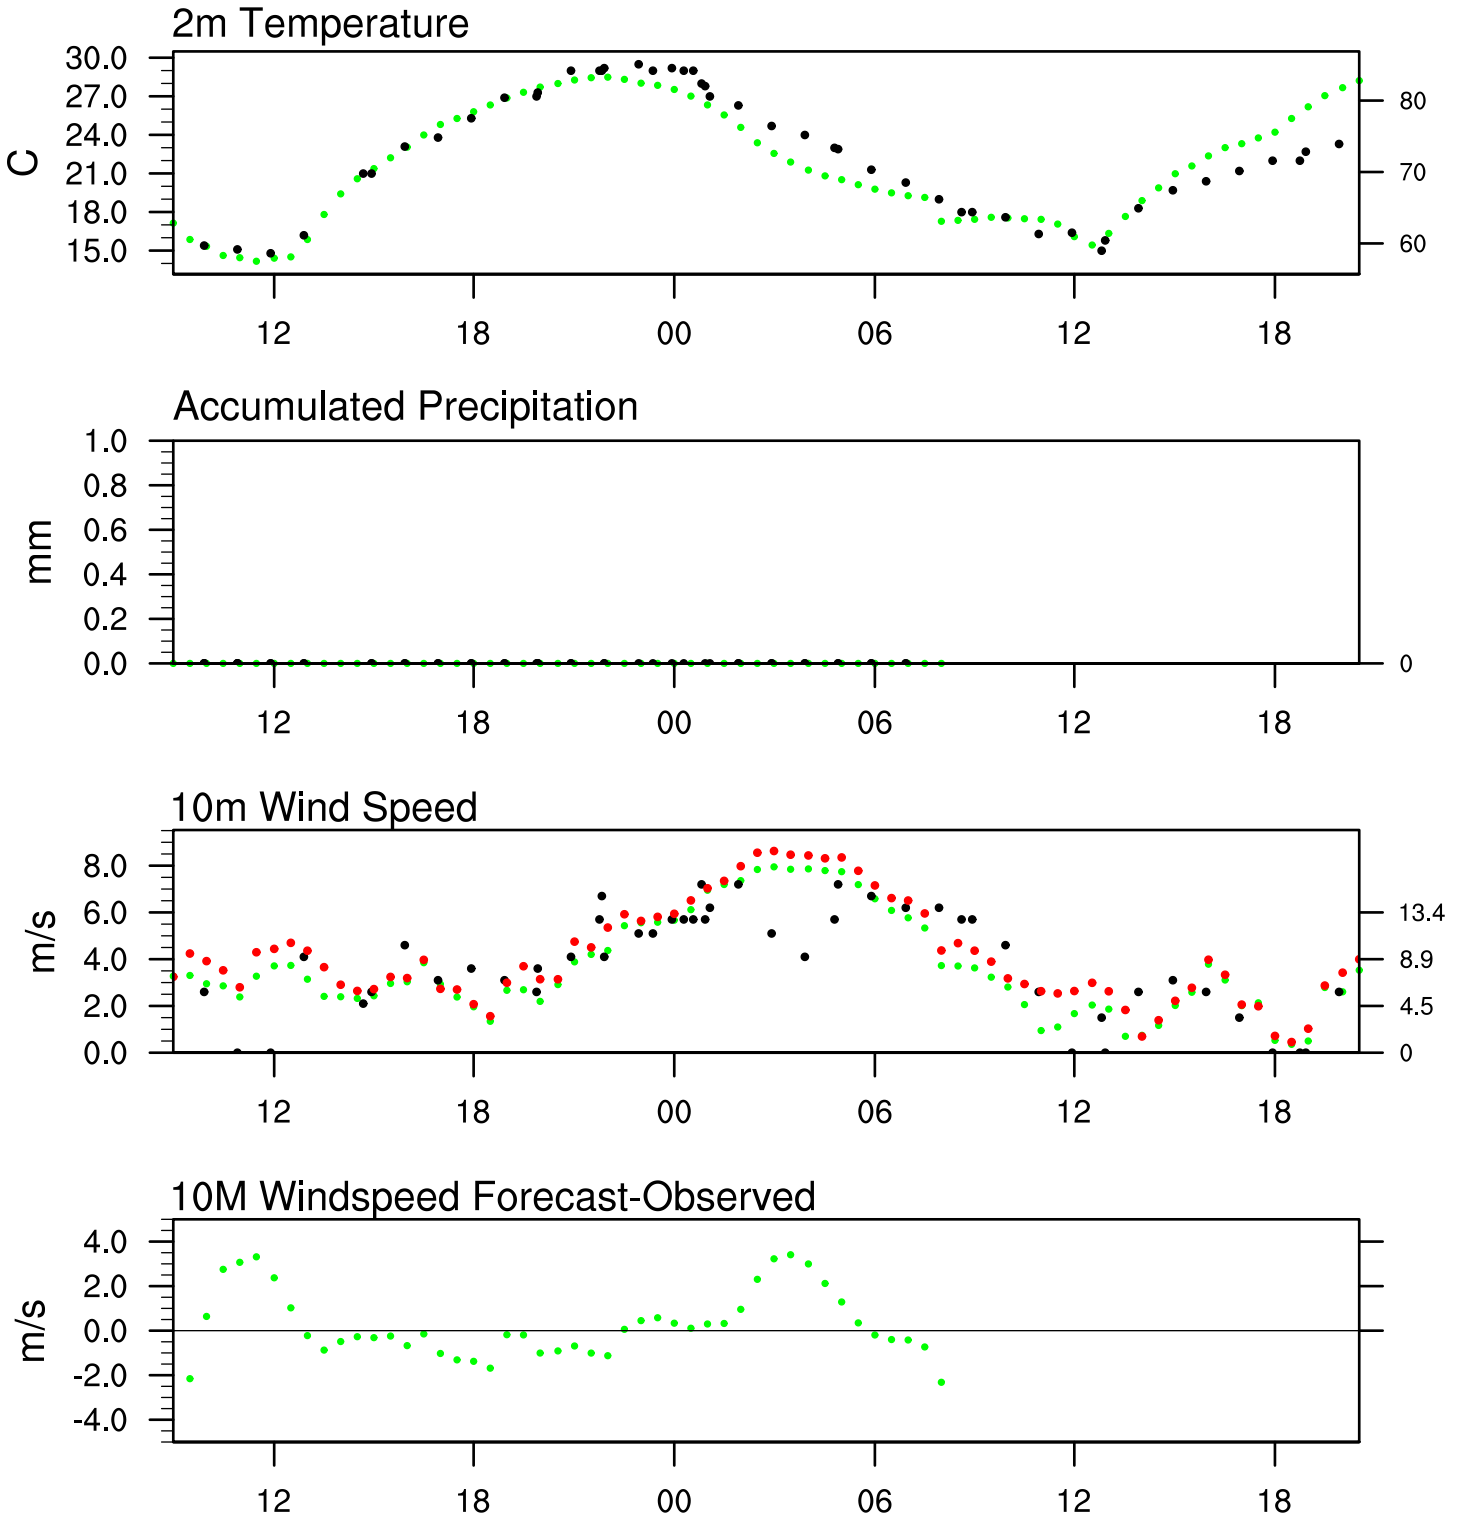 2m Temperature
30.0
27.0
24.0
21.0
18.0
15.0
C
80
70
60
12 18 00 06 12 18
Accumulated Precipitation
1.0
0.8
0.6
0.4
0.2
0.0
mm
0
12 18 00 06 12 18
10m Wind Speed
8.0
6.0
4.0
2.0
0.0
m/s
13.4
8.9
4.5
0
12 18 00 06 12 18
10M Windspeed Forecast-Observed
4.0
2.0
0.0
-2.0
-4.0
m/s
12 18 00 06 12 18